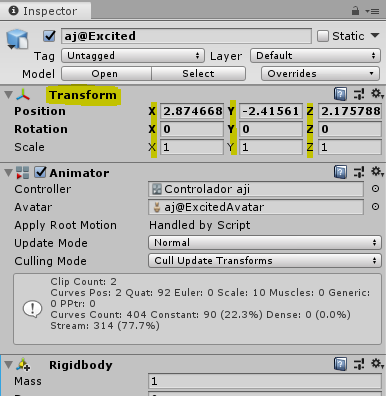 Inspector
aj@Excited Static
Tag Untagged Layer Default
Model Open Select Overrides
Transform
Position X 2.874668 Y -2.41561 Z 2.175788
Rotation X 0 Y 0 Z 0
Scale X 1 Y 1 Z 1
Animator
Controller Controlador aji
Avatar aj@ExcitedAvatar
Apply Root Motion Handled by Script
Update Mode Normal
Culling Mode Cull Update Transforms
Clip Count: 2
Curves Pos: 2 Quat: 92 Euler: 0 Scale: 10 Muscles: 0 Generic:
0 PPtr: 0
Curves Count: 404 Constant: 90 (22.3%) Dense: 0 (0.0%)
Stream: 314 (77.7%)
Rigidbody
Mass 1